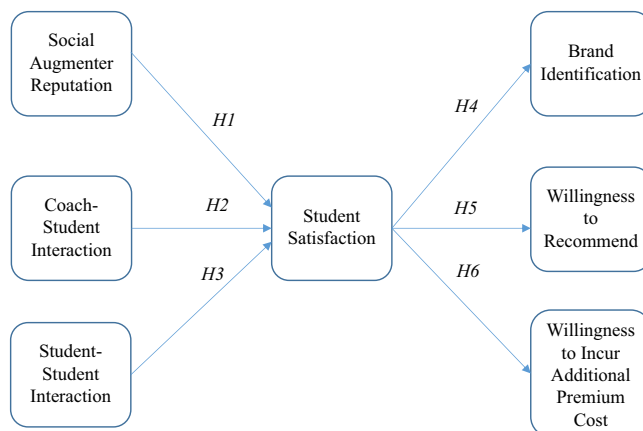 Social
Augmenter
Reputation
Brand
Identification
H1
H4
Coach-
Student
Interaction
H2
Student
Satisfaction
H5
Willingness
to
Recommend
H3
H6
Student-
Student
Interaction
Willingness
to Incur
Additional
Premium
Cost